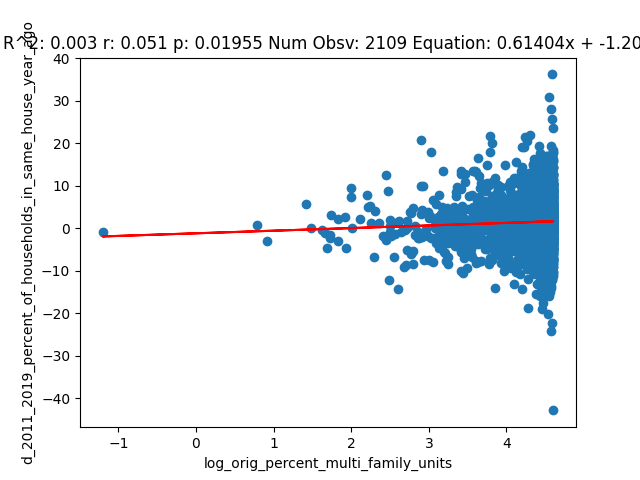 R^2: 0.003 r: 0.051 p: 0.01955 Num Obsv: 2109 Equation: 0.61404x + -1.20
d_2011_2019_percent_of_households_in_same_house_year_ago
40
30
20
10
0
−10
−20
−30
−40
−1 0 1 2 3 4
log_orig_percent_multi_family_units